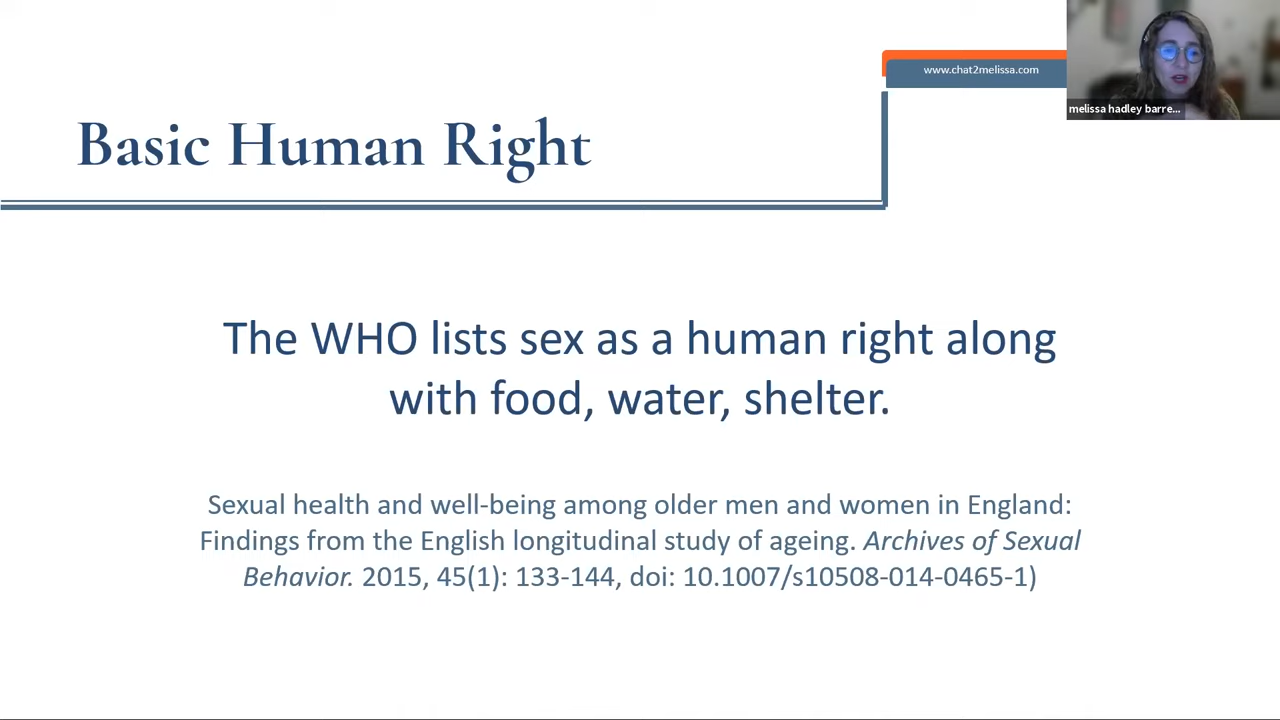 www.chat2melissa.com
melissa hadley barre...
Basic Human Right
The WHO lists sex as a human right along
with food, water, shelter.
Sexual health and well-being among older men and women in England:
Findings from the English longitudinal study of ageing. Archives of Sexual
Behavior. 2015, 45(1): 133-144, doi: 10.1007/s10508-014-0465-1)